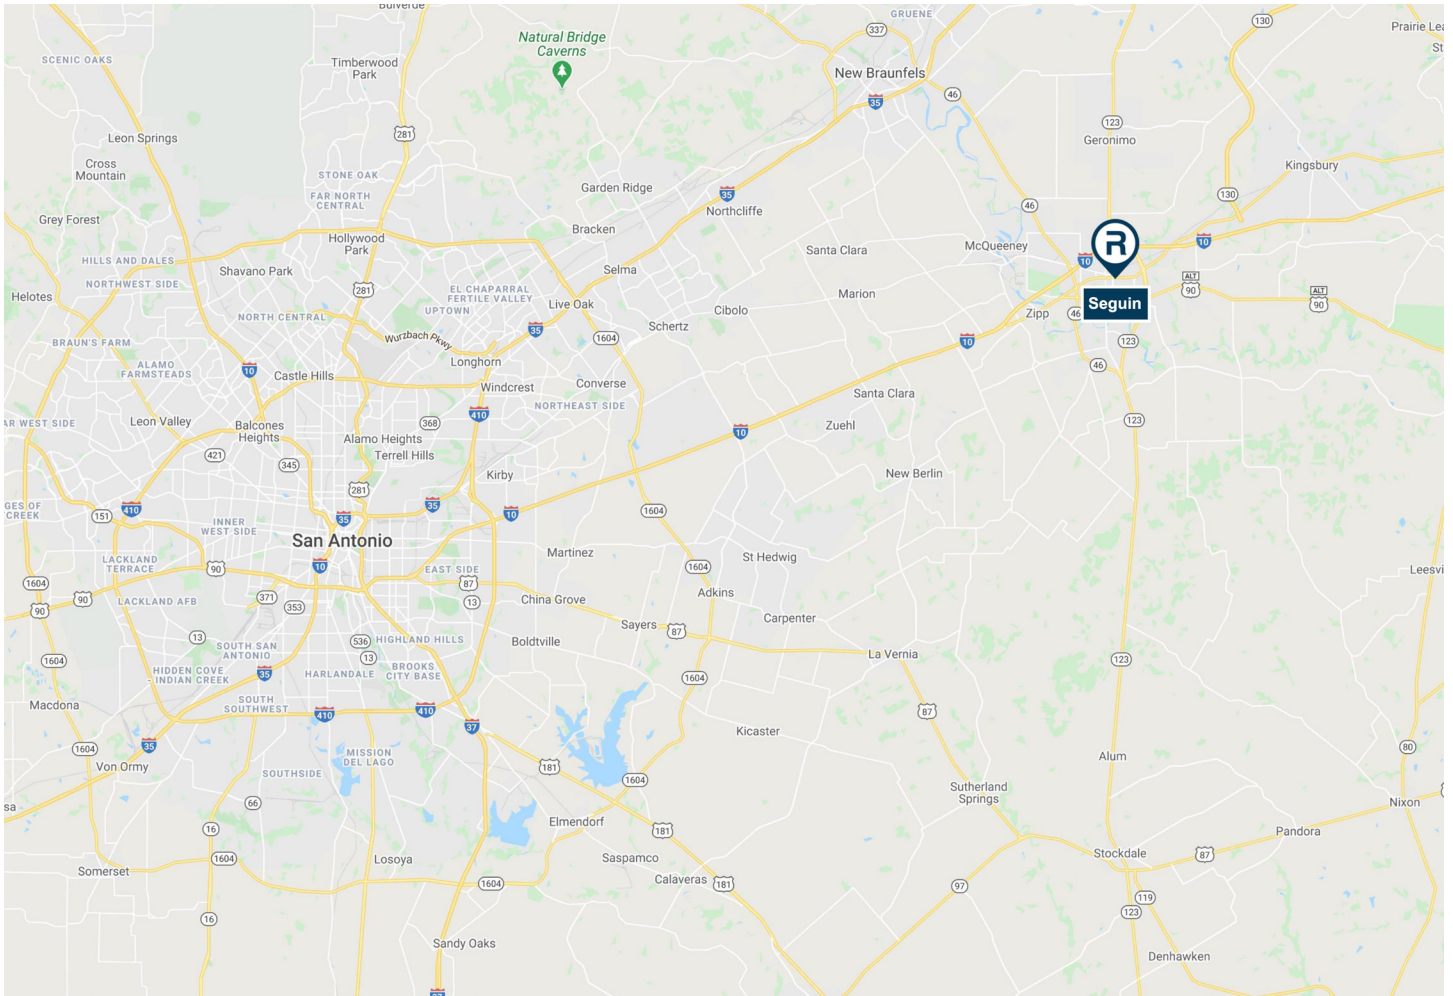 Bulverde
GRUENE
130
Prairie Lea
St
337
Natural Bridge
Caverns
SCENIC OAKS
Timberwood
Park
New Braunfels
46
35
281
123
Leon Springs
Geronimo
Cross
Mountain
Kingsbury
STONE OAK
Garden Ridge
35
130
FAR NORTH
CENTRAL
Northcliffe
46
Grey Forest
Bracken
Hollywood
Park
McQueeney
R
10
Santa Clara
HILLS AND DALES
10
Shavano Park
Selma
NORTHWEST SIDE
ALT
90
ALT
90
281
EL CHAPARRAL
FERTILE VALLEY
Marion
Helotes
Live Oak
Seguin
UPTOWN
Cibolo
Zipp
46
NORTH CENTRAL
Schertz
35
Wurzbach Pkwy
1604
BRAUN'S FARM
10
123
Longhorn
ALAMO
FARMSTEADS
10
46
Castle Hills
Windcrest
Converse
Santa Clara
NORTHEAST SIDE
410
AR WEST SIDE
Leon Valley
368
Balcones
Heights
Zuehl
123
10
Alamo Heights
Terrell Hills
421
345
Kirby
New Berlin
281
GES OF
CREEK
410
151
35
35
10
1604
INNER
WEST SIDE
San Antonio
Martinez
St Hedwig
LACKLAND
TERRACE
90
10
EAST SIDE
1604
Leesvi
1604
87
Adkins
90
90
LACKLAND AFB
371
353
13
China Grove
Carpenter
Sayers
87
13
536
HIGHLAND HILLS
Boldtville
SOUTH SAN
ANTONIO
13
La Vernia
1604
123
HIDDEN COVE
- INDIAN CREEK
35
HARLANDALE
BROOKS
CITY BASE
1604
Macdona
SOUTH
SOUTHWEST
410
410
87
37
Kicaster
1604
35
MISSION
DEL LAGO
80
Alum
Von Ormy
SOUTHSIDE
181
1604
Sutherland
Springs
sa
66
Nixon
Elmendorf
16
181
Pandora
1604
Losoya
Saspamco
Stockdale
87
Somerset
Calaveras
1604
181
97
119
123
16
Sandy Oaks
Denhawken
37